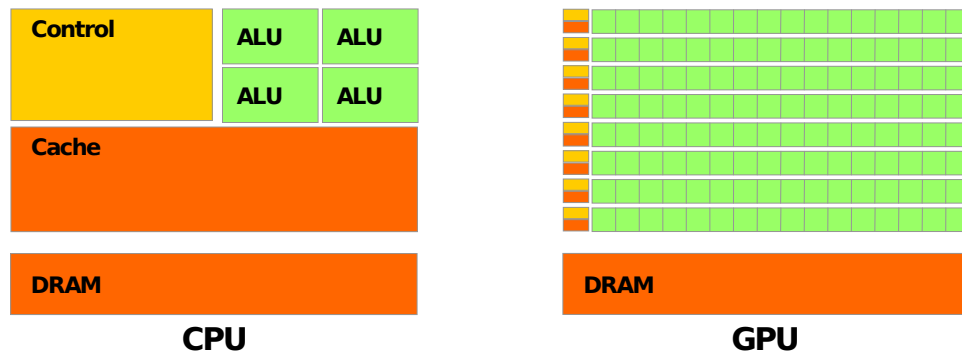 Control
ALU ALU
ALU ALU
Cache
DRAM
CPU
DRAM
GPU